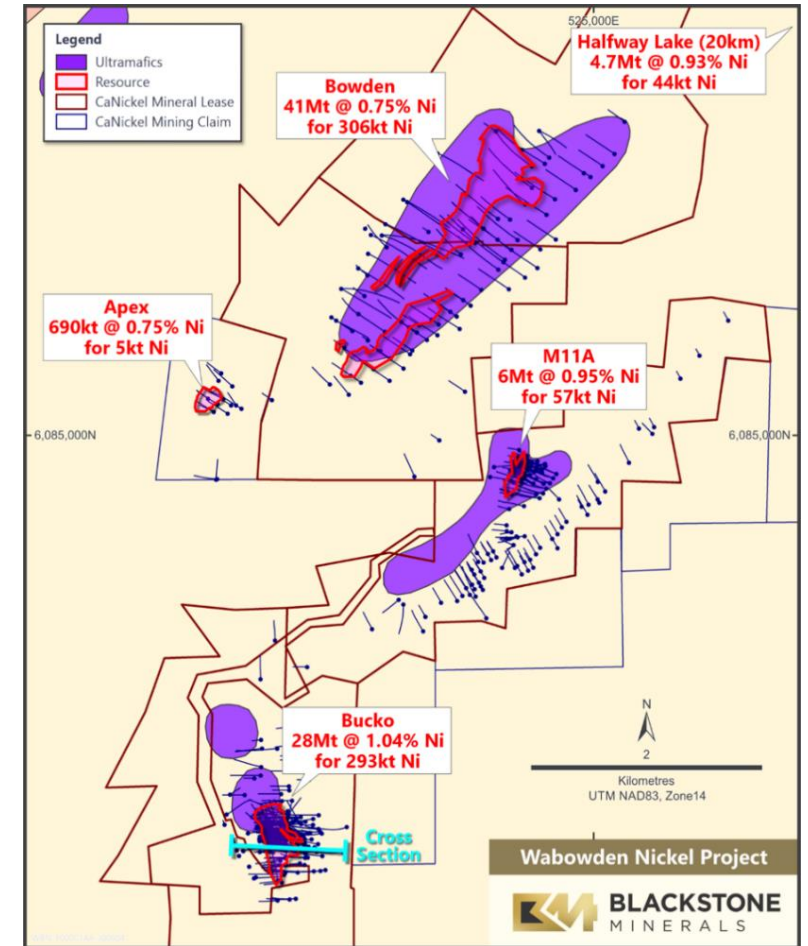 Legend
Ultramafics
Resource
CaNickel Mineral Lease
CaNickel Mining Claim
525,000E
Halfway Lake (20km)
4.7Mt @ 0.93% Ni
for 44kt Ni
Bowden
41Mt @ 0.75% Ni
for 306kt Ni
Apex
690kt @ 0.75% Ni
for 5kt Ni
M11A
6Mt @ 0.95% Ni
for 57kt Ni
6,085,000N
6,085,000N
Bucko
28Mt @ 1.04% Ni
for 293kt Ni
N
2
Kilometres
UTM NAD83, Zone14
Cross
Section
Wabowden Nickel Project
BLACKSTONE
MINERALS